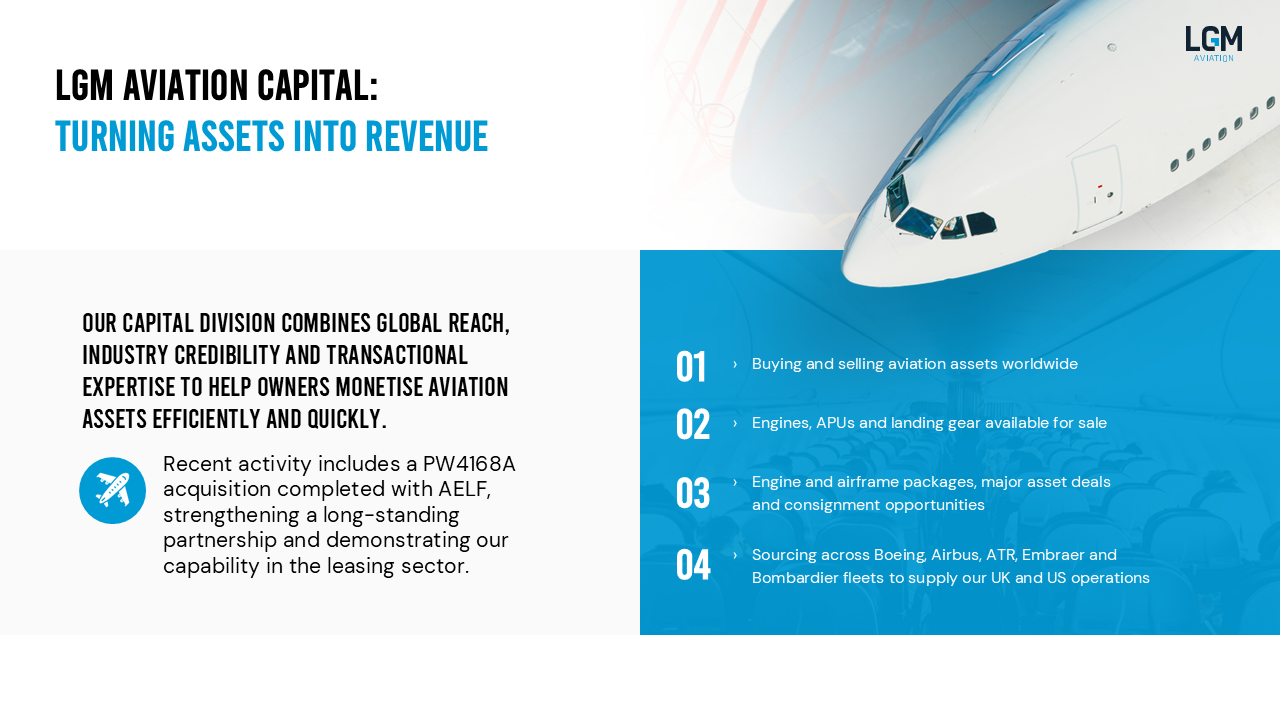 LGM AVIATION CAPITAL:
TURNING ASSETS INTO REVENUE
LGM
AVIATION
OUR CAPITAL DIVISION COMBINES GLOBAL REACH,
INDUSTRY CREDIBILITY AND TRANSACTIONAL
EXPERTISE TO HELP OWNERS MONETISE AVIATION
ASSETS EFFICIENTLY AND QUICKLY.
Recent activity includes a PW4168A
acquisition completed with AELF,
strengthening a long-standing
partnership and demonstrating our
capability in the leasing sector.
01 › Buying and selling aviation assets worldwide
02 › Engines, APUs and landing gear available for sale
03 › Engine and airframe packages, major asset deals
and consignment opportunities
04 › Sourcing across Boeing, Airbus, ATR, Embraer and
Bombardier fleets to supply our UK and US operations